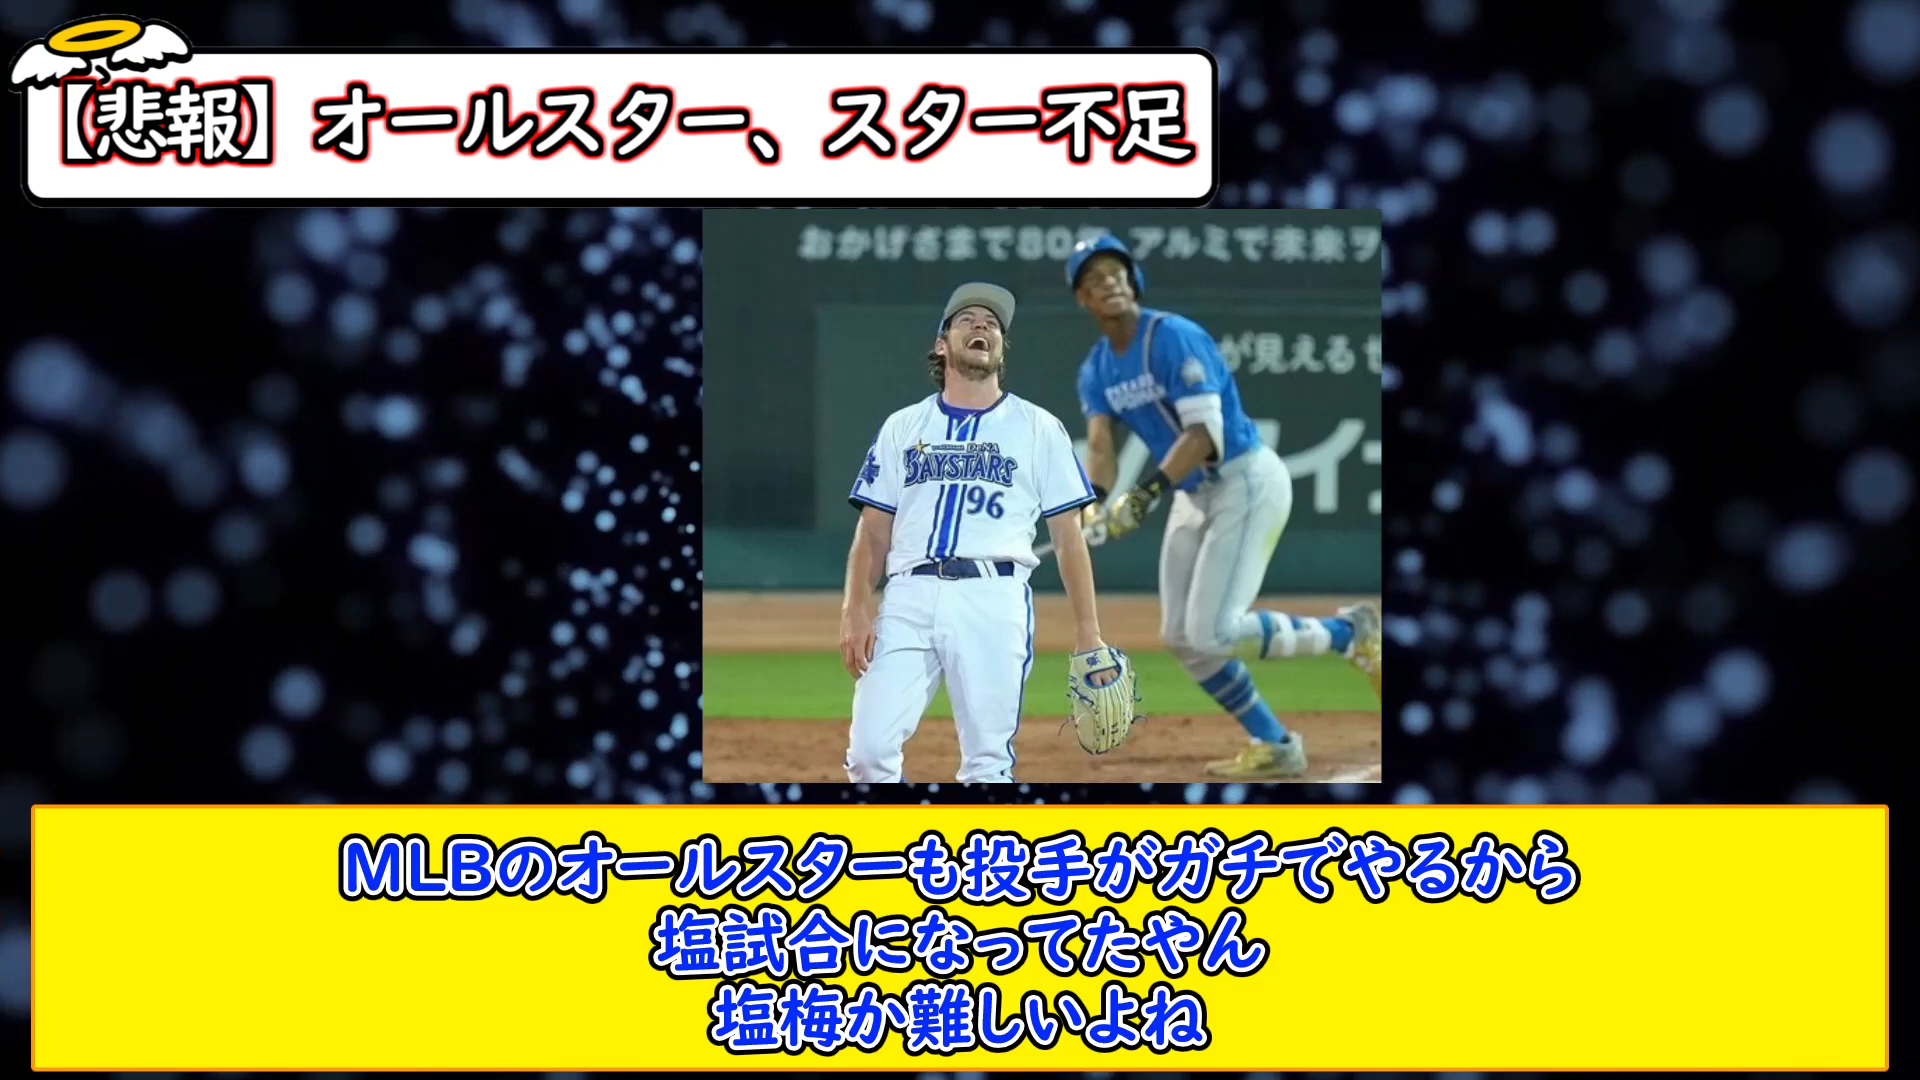 【悲報】オールスター、スター不足
おかげさまで80年 アルミで未来ヲ
が見えるせ
DeNA
BAYSTARS
96
MLBのオールスターも投手がガチでやるから
塩試合になってたやん
塩梅か難しいよね